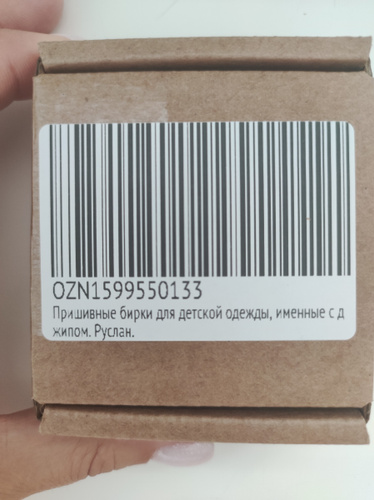 OZN1599550133
Пришивные бирки для детской одежды, именные с д
жипом. Руслан.